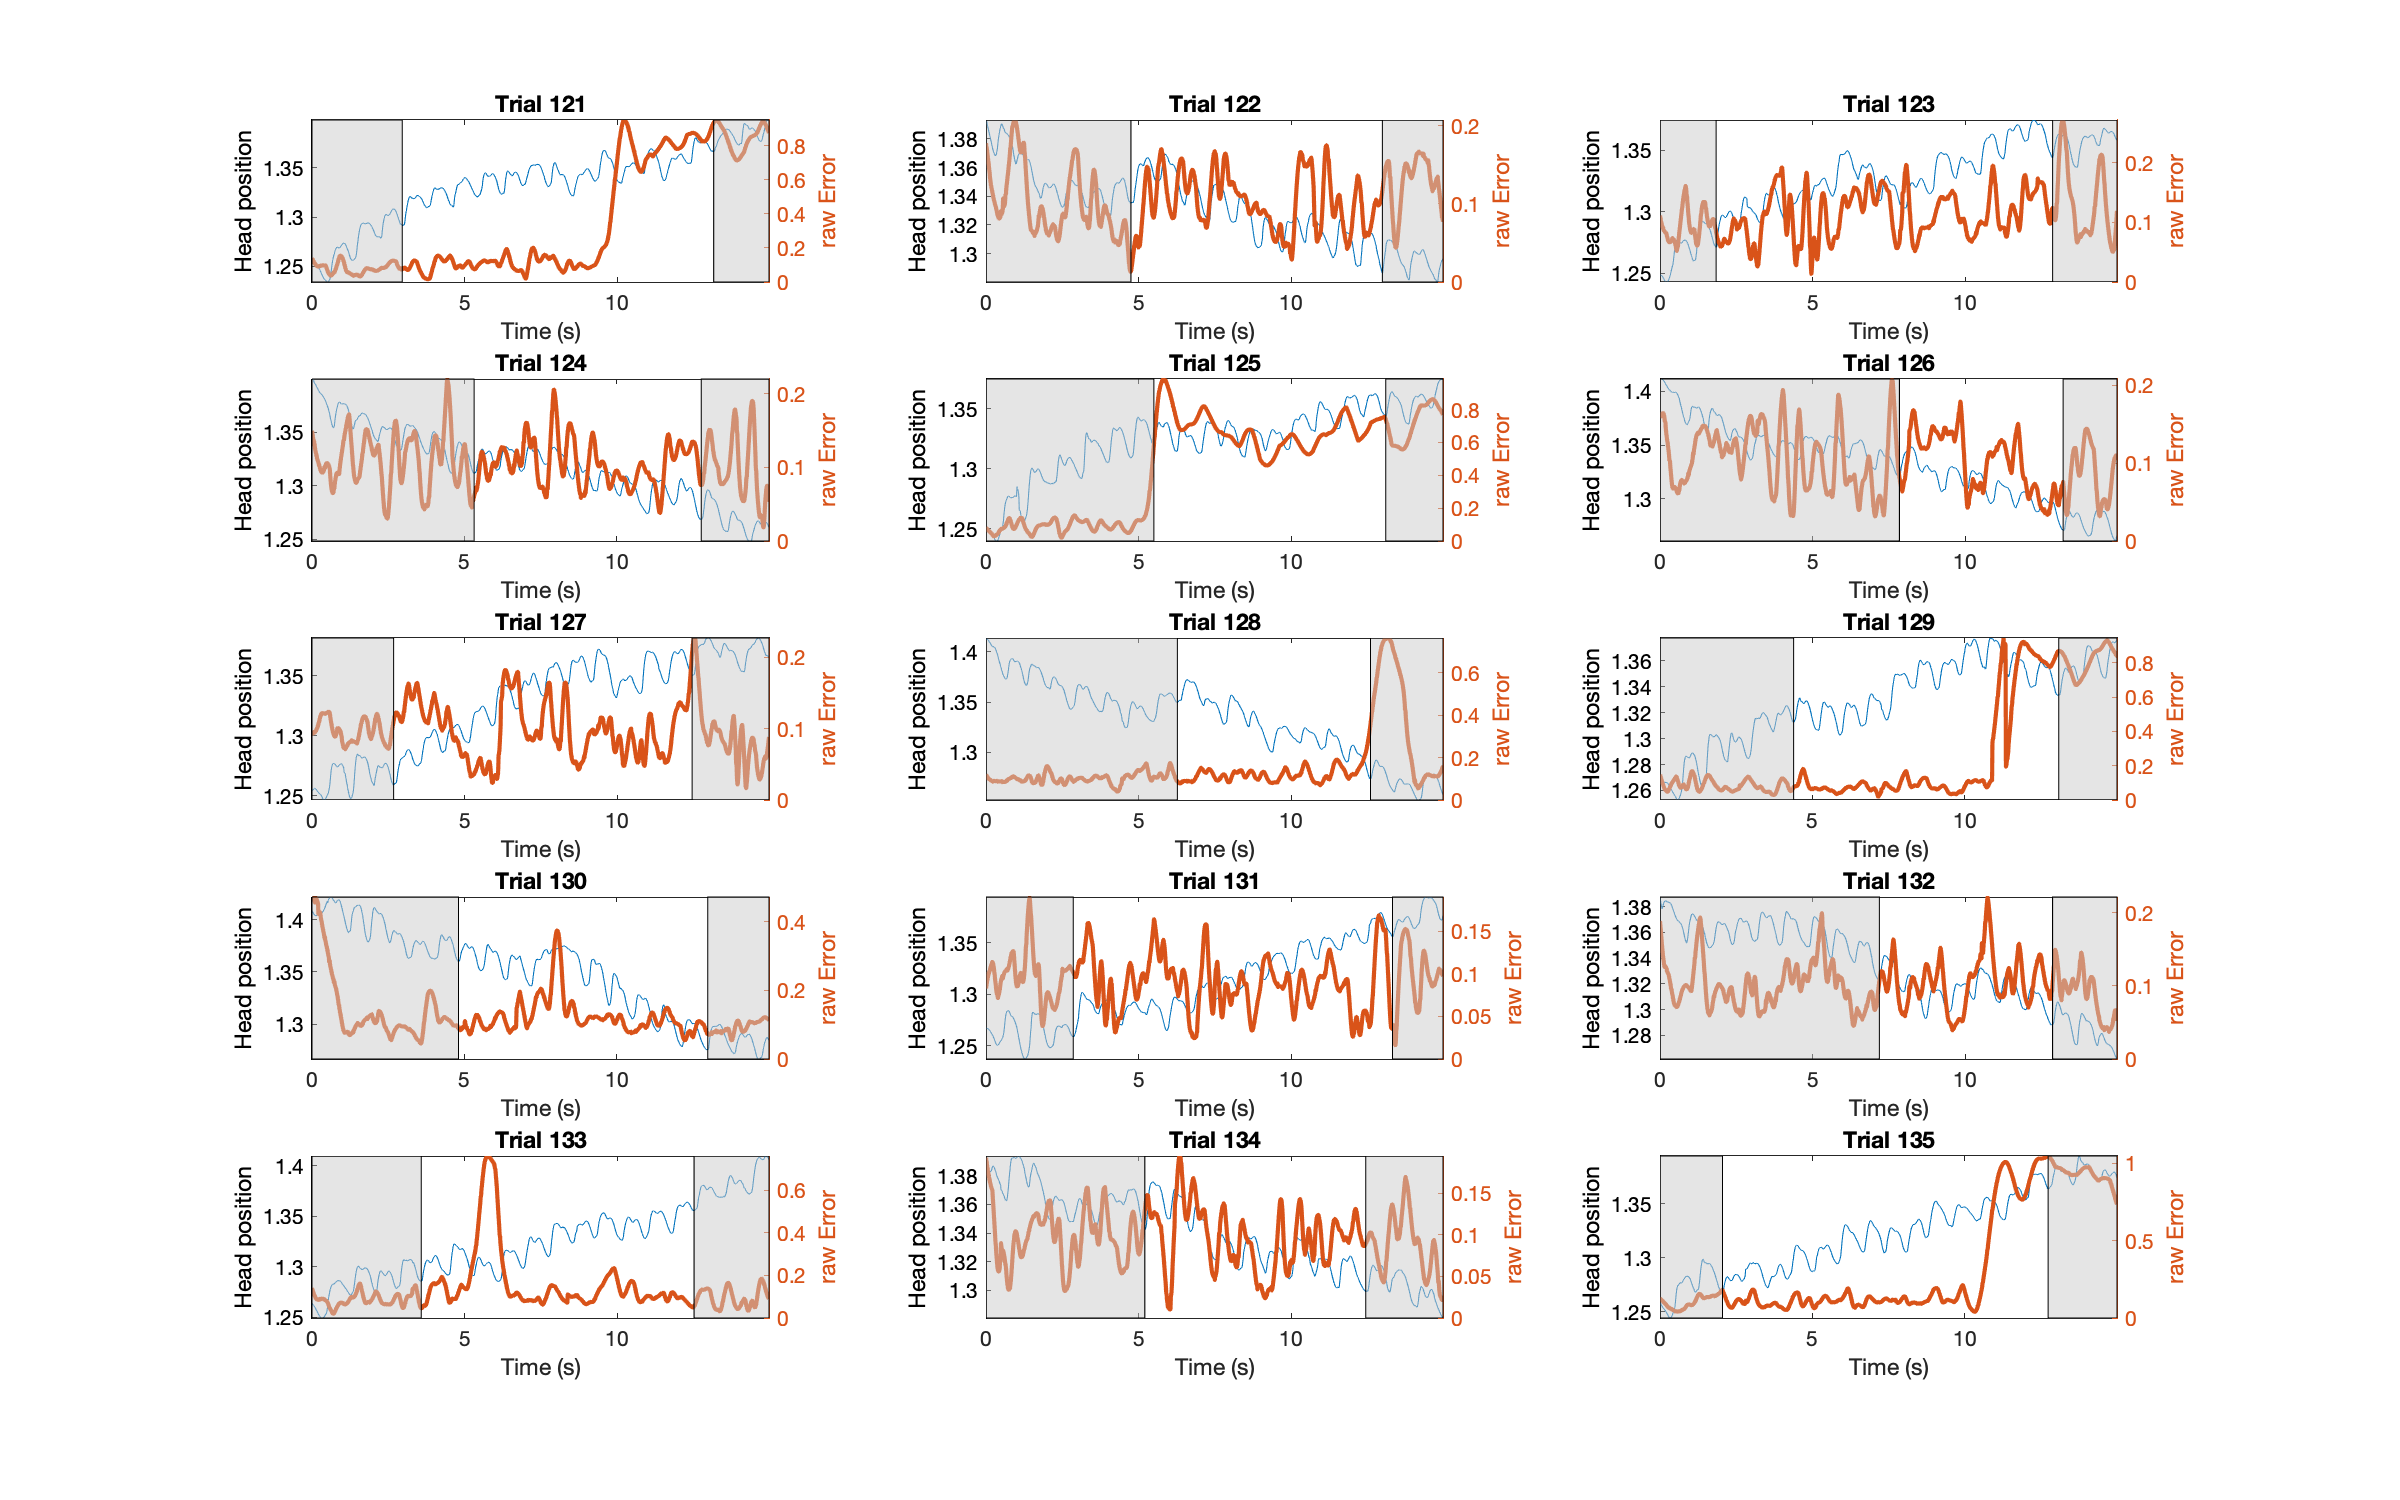 Trial 121
Head position
1.35
1.3
1.25
0.8
0.6
0.4
0.2
0
raw Error
0 5 10
Time (s)
Trial 122
Head position
1.38
1.36
1.34
1.32
1.3
0.2
0.1
0
raw Error
0 5 10
Time (s)
Trial 123
Head position
1.35
1.3
1.25
0.2
0.1
0
raw Error
0 5 10
Time (s)
Trial 124
Head position
1.35
1.3
1.25
0.2
0.1
0
raw Error
0 5 10
Time (s)
Trial 125
Head position
1.35
1.3
1.25
0.8
0.6
0.4
0.2
0
raw Error
0 5 10
Time (s)
Trial 126
Head position
1.4
1.35
1.3
0.2
0.1
0
raw Error
0 5 10
Time (s)
Trial 127
Head position
1.35
1.3
1.25
0.2
0.1
0
raw Error
0 5 10
Time (s)
Trial 128
Head position
1.4
1.35
1.3
0.6
0.4
0.2
0
raw Error
0 5 10
Time (s)
Trial 129
Head position
1.36
1.34
1.32
1.3
1.28
1.26
0.8
0.6
0.4
0.2
0
raw Error
0 5 10
Time (s)
Trial 130
Head position
1.4
1.35
1.3
0.4
0.2
0
raw Error
0 5 10
Time (s)
Trial 131
Head position
1.35
1.3
1.25
0.15
0.1
0.05
0
raw Error
0 5 10
Time (s)
Trial 132
Head position
1.38
1.36
1.34
1.32
1.3
1.28
0.2
0.1
0
raw Error
0 5 10
Time (s)
Trial 133
Head position
1.4
1.35
1.3
1.25
0.6
0.4
0.2
0
raw Error
0 5 10
Time (s)
Trial 134
Head position
1.38
1.36
1.34
1.32
1.3
0.15
0.1
0.05
0
raw Error
0 5 10
Time (s)
Trial 135
Head position
1.35
1.3
1.25
1
0.5
0
raw Error
0 5 10
Time (s)